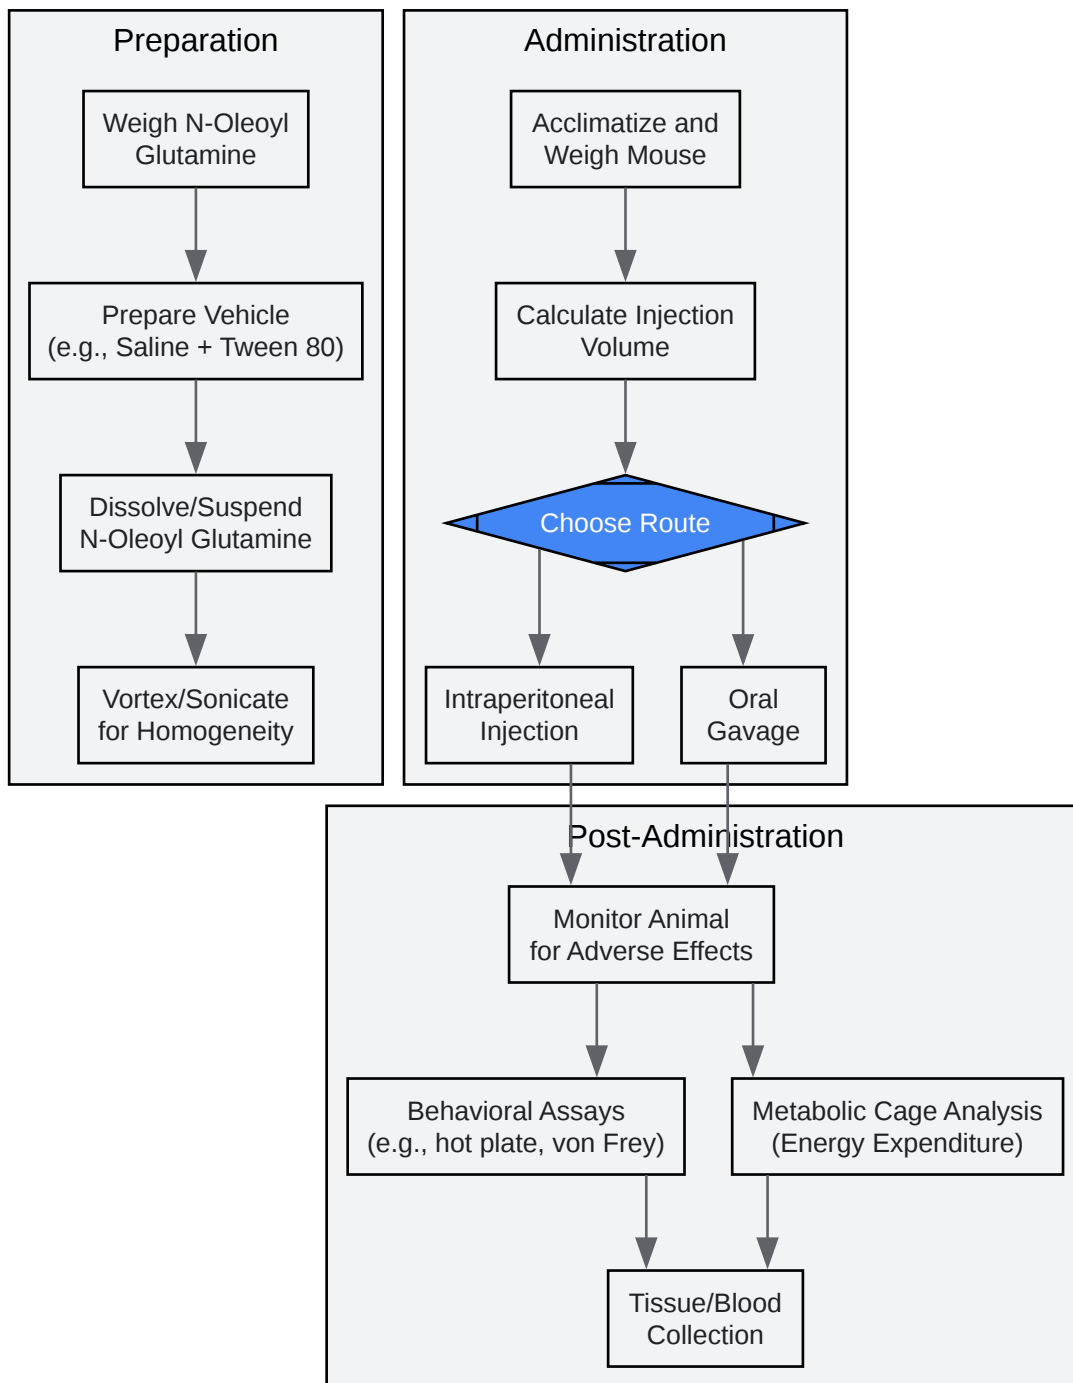 Preparation
Weigh N-Oleoyl
Glutamine
Prepare Vehicle
(e.g., Saline + Tween 80)
Dissolve/Suspend
N-Oleoyl Glutamine
Vortex/Sonicate
for Homogeneity
Administration
Acclimatize and
Weigh Mouse
Calculate Injection
Volume
Choose Route
Intraperitoneal
Injection
Oral
Gavage
Post-Administration
Monitor Animal
for Adverse Effects
Behavioral Assays
(e.g., hot plate, von Frey)
Metabolic Cage Analysis
(Energy Expenditure)
Tissue/Blood
Collection